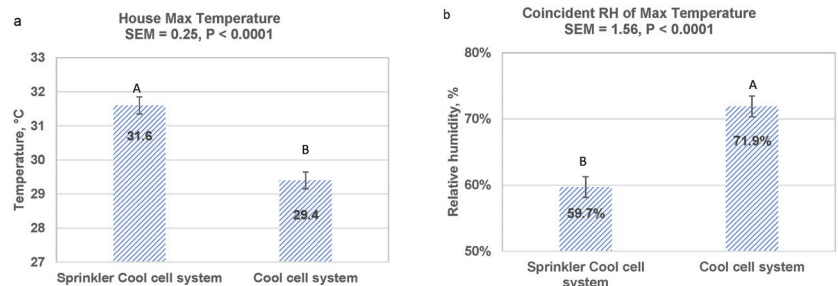 a
House Max Temperature
SEM = 0.25, P < 0.0001
Temperature, °C
33
32
31
30
29
28
27
A
31.6
B
29.4
Sprinkler Cool cell system
Cool cell system
b
Coincident RH of Max Temperature
SEM = 1.56, P < 0.0001
Relative humidity, %
80%
70%
60%
50%
B
59.7%
A
71.9%
Sprinkler Cool cell
system
Cool cell system